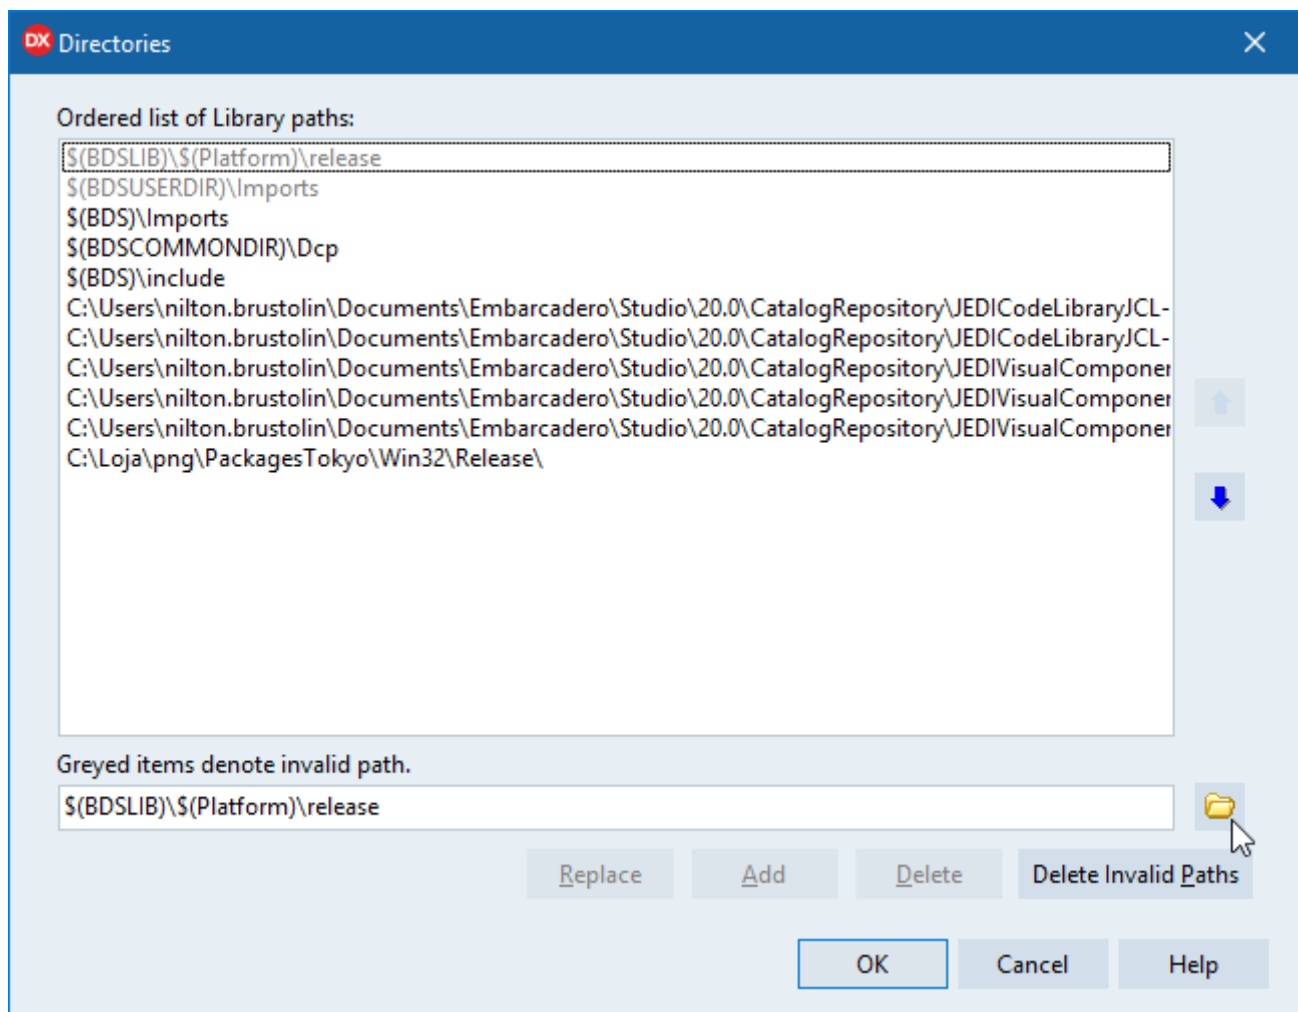 DX Directories
Ordered list of Library paths:
$(BDSLIB)\$(Platform)\release
$(BDSUSERDIR)\Imports
$(BDS)\Imports
$(BDSCOMMONDIR)\Dcp
$(BDS)\include
C:\Users\nilton.brustolin\Documents\Embarcadero\Studio\20.0\CatalogRepository\JEDICodeLibraryJCL-
C:\Users\nilton.brustolin\Documents\Embarcadero\Studio\20.0\CatalogRepository\JEDICodeLibraryJCL-
C:\Users\nilton.brustolin\Documents\Embarcadero\Studio\20.0\CatalogRepository\JEDIVisualComponer
C:\Users\nilton.brustolin\Documents\Embarcadero\Studio\20.0\CatalogRepository\JEDIVisualComponer
C:\Users\nilton.brustolin\Documents\Embarcadero\Studio\20.0\CatalogRepository\JEDIVisualComponer
C:\Loja\png\PackagesTokyo\Win32\Release\
Greyed items denote invalid path.
$(BDSLIB)\$(Platform)\release
Replace Add Delete Delete Invalid Paths
OK Cancel Help